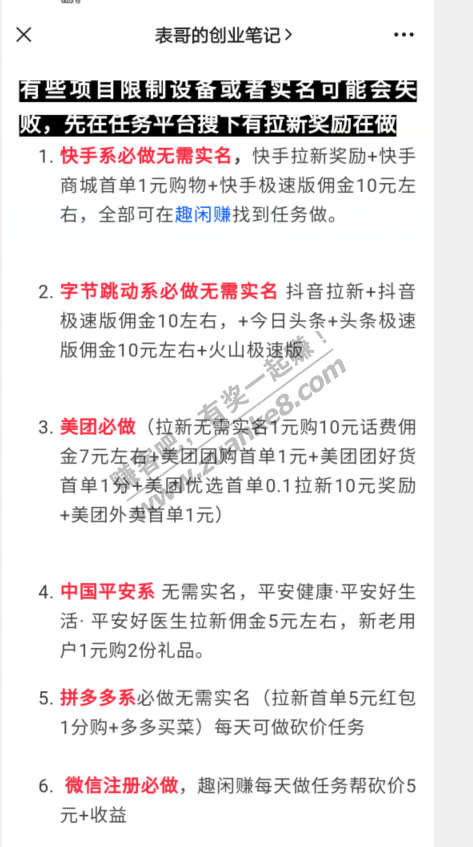 表哥的创业笔记>
有些项目限制设备或者实名可能会失
败，先在任务平台搜下有拉新奖励在做
1. 快手系必做无需实名，快手拉新奖励+快手
商城首单1元购物+快手极速版佣金10元左
右，全部可在趣闲赚找到任务做。
2. 字节跳动系必做无需实名 抖音拉新+抖音
极速版佣金10左右，+今日头条+头条极速
版佣金10元左右+火山极速版
3. 美团必做（拉新无需实名1元购10元话费佣
金7元左右+美团团购首单1元+美团团好货
首单1分+美团优选首单0.1拉新10元奖励
+美团外卖首单1元）
4. 中国平安系 无需实名，平安健康·平安好生
活· 平安好医生拉新佣金5元左右，新老用
户1元购2份礼品。
5. 拼多多系必做无需实名（拉新首单5元红包
1分购+多多买菜）每天可做砍价任务
6. 微信注册必做，趣闲赚每天做任务帮砍价5
元+收益
赚客吧，有奖一起赚！
www.zuanke8.com